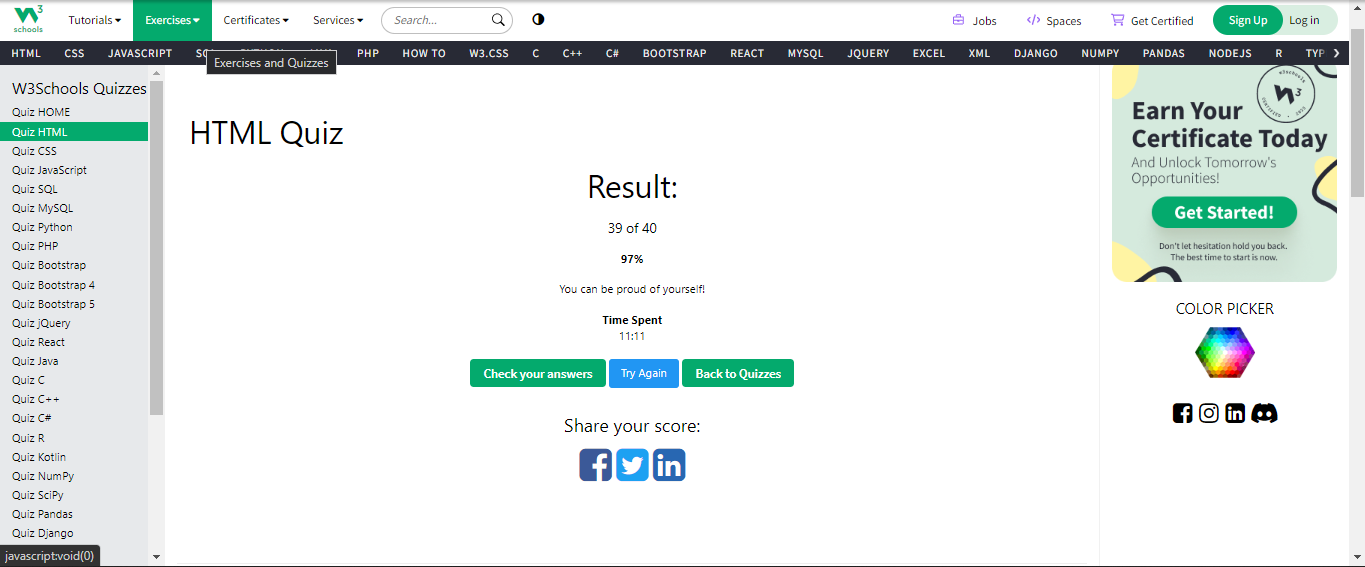 w3 schools
Tutorials Exercises Certificates Services Search... Jobs Spaces Get Certified Sign Up Log in
HTML CSS JAVASCRIPT PHP HOW TO W3.CSS C C++ C# BOOTSTRAP REACT MYSQL JQUERY EXCEL XML DJANGO NUMPY PANDAS NODEJS R TYP
Exercises and Quizzes
W3Schools Quizzes
Quiz HOME
Quiz HTML
Quiz CSS
Quiz JavaScript
Quiz SQL
Quiz MySQL
Quiz Python
Quiz PHP
Quiz Bootstrap
Quiz Bootstrap 4
Quiz Bootstrap 5
Quiz jQuery
Quiz React
Quiz Java
Quiz C
Quiz C++
Quiz C#
Quiz R
Quiz Kotlin
Quiz NumPy
Quiz SciPy
Quiz Pandas
Quiz Django
javascript:void(0)
HTML Quiz
Result:
39 of 40
97%
You can be proud of yourself!
Time Spent
11:11
Check your answers Try Again Back to Quizzes
Share your score:
Earn Your
Certificate Today
And Unlock Tomorrow's
Opportunities!
Get Started!
Don't let hesitation hold you back.
The best time to start is now.
COLOR PICKER